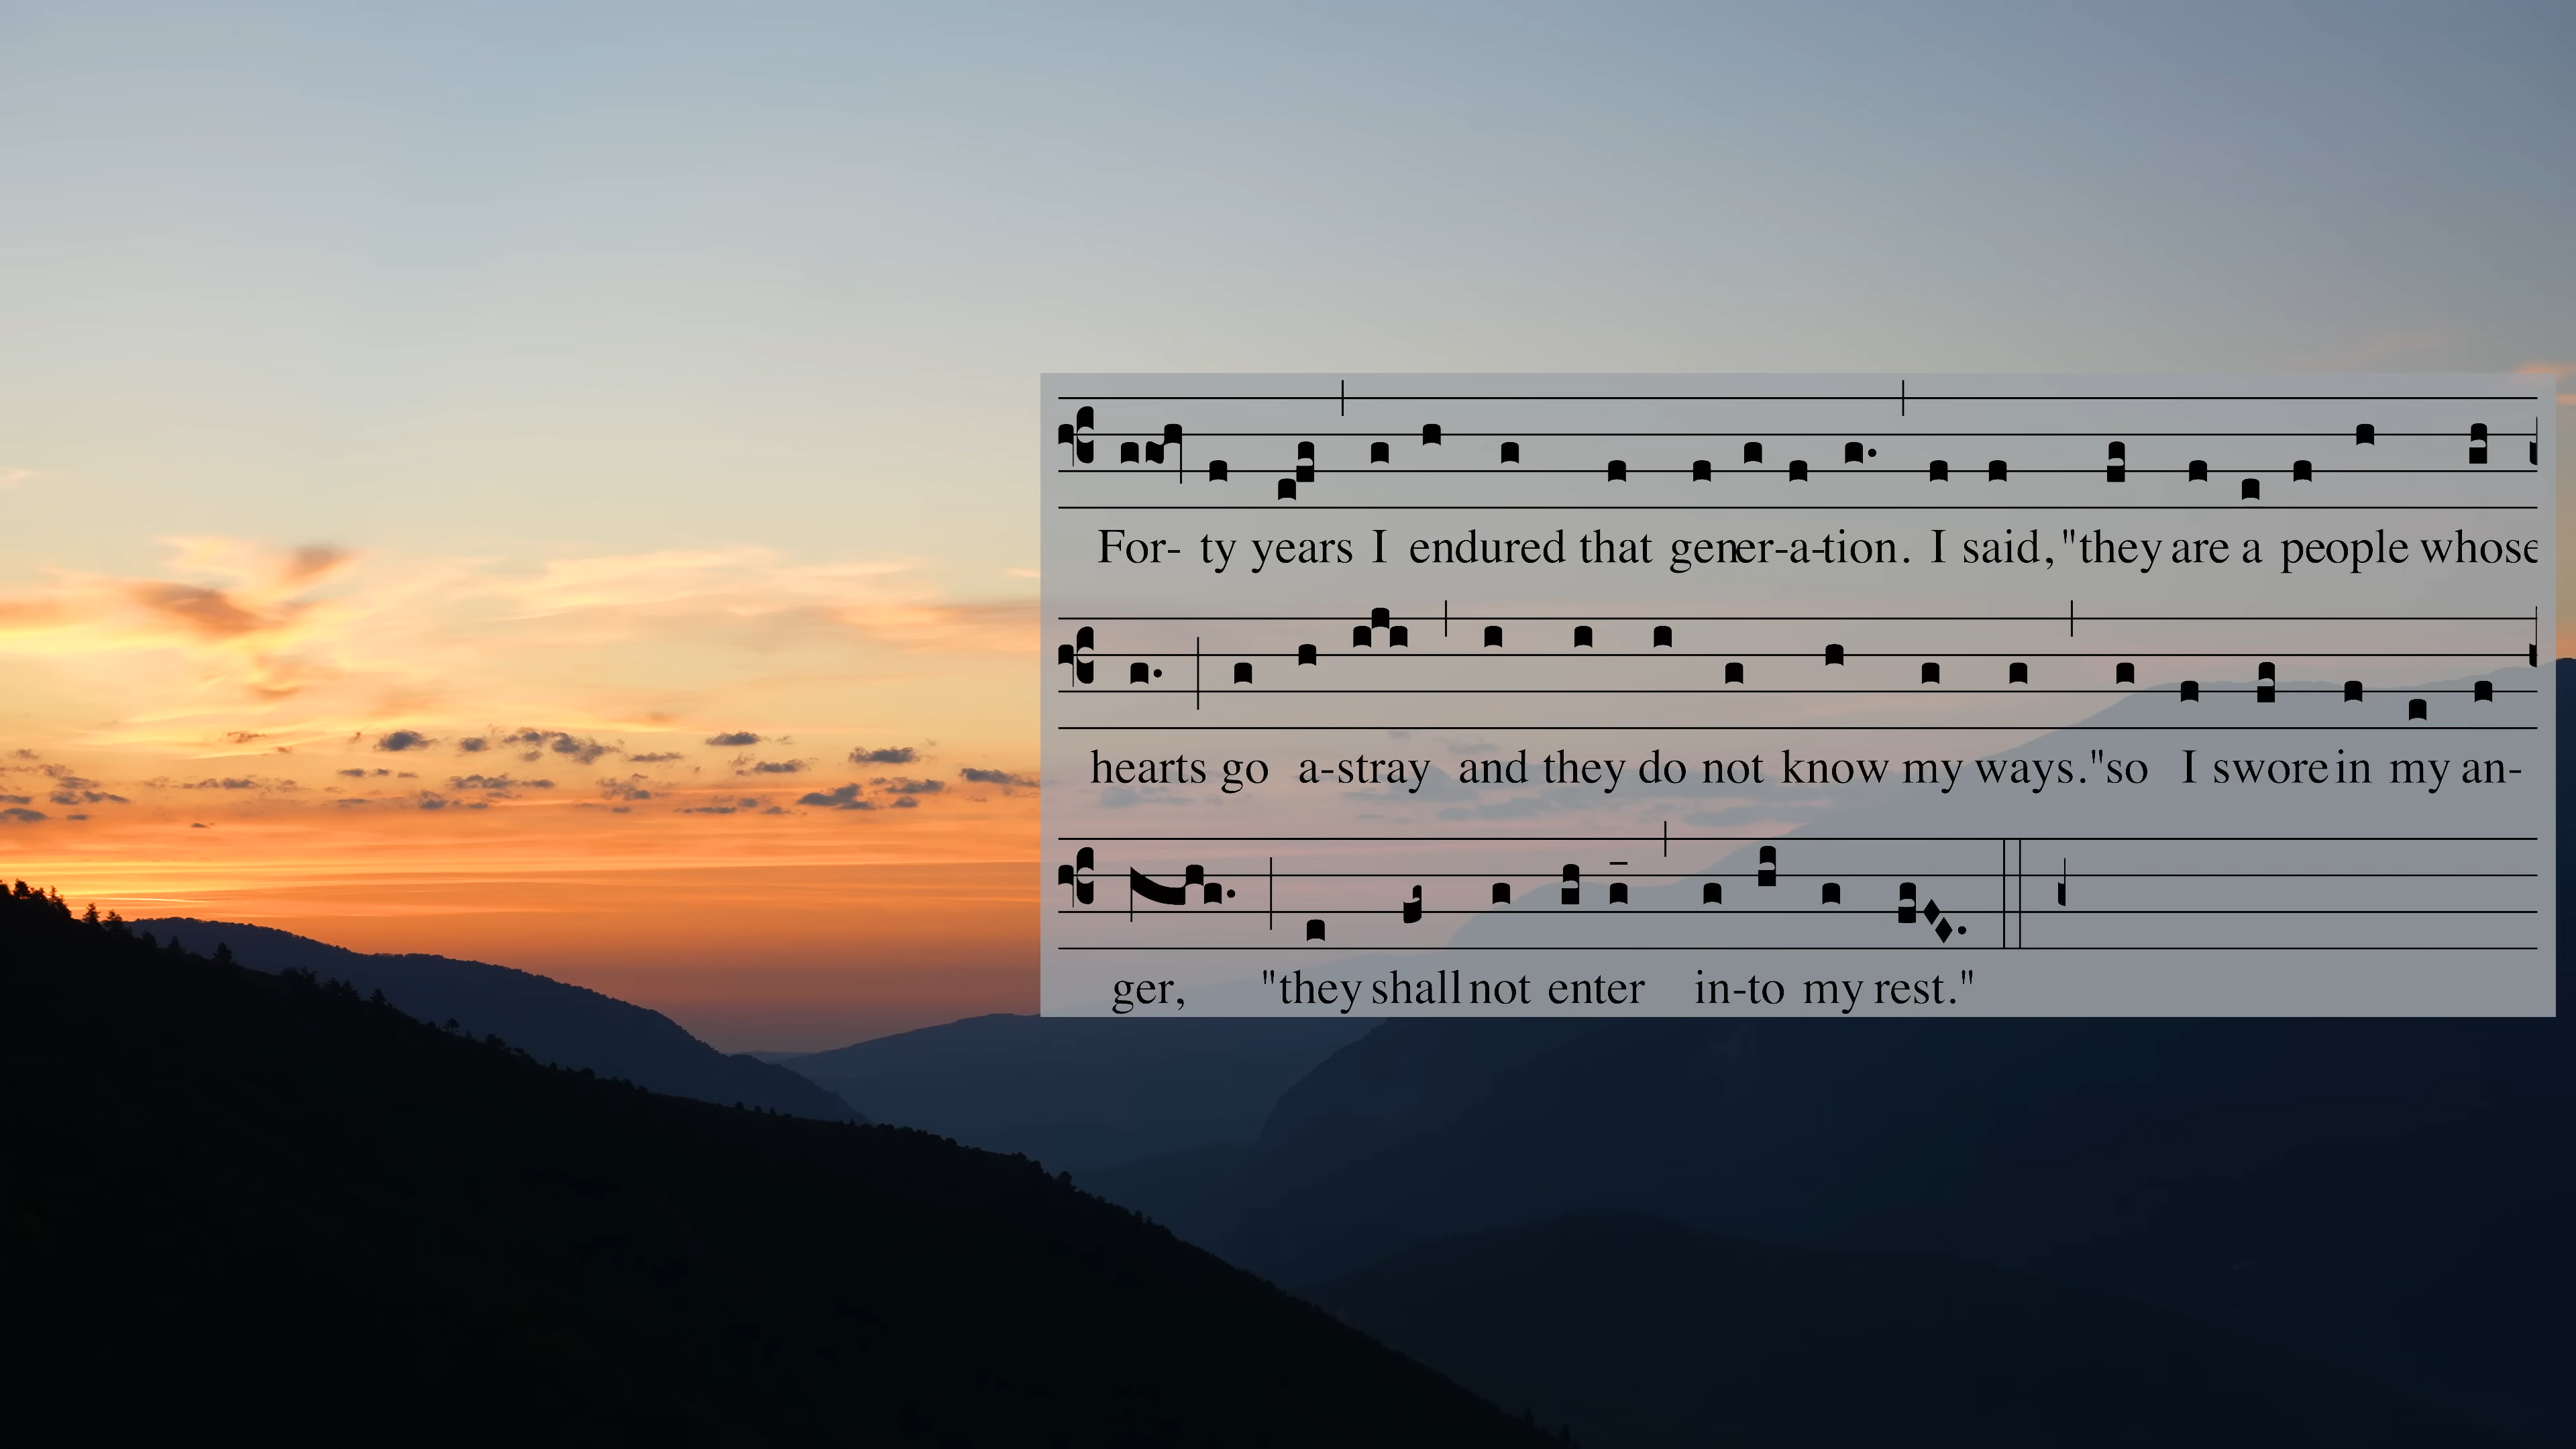 For- ty years I endured that gener-a-tion. I said, "they are a people whose
hearts go a-stray and they do not know my ways."so I swore in my an-
ger, "they shall not enter in-to my rest."